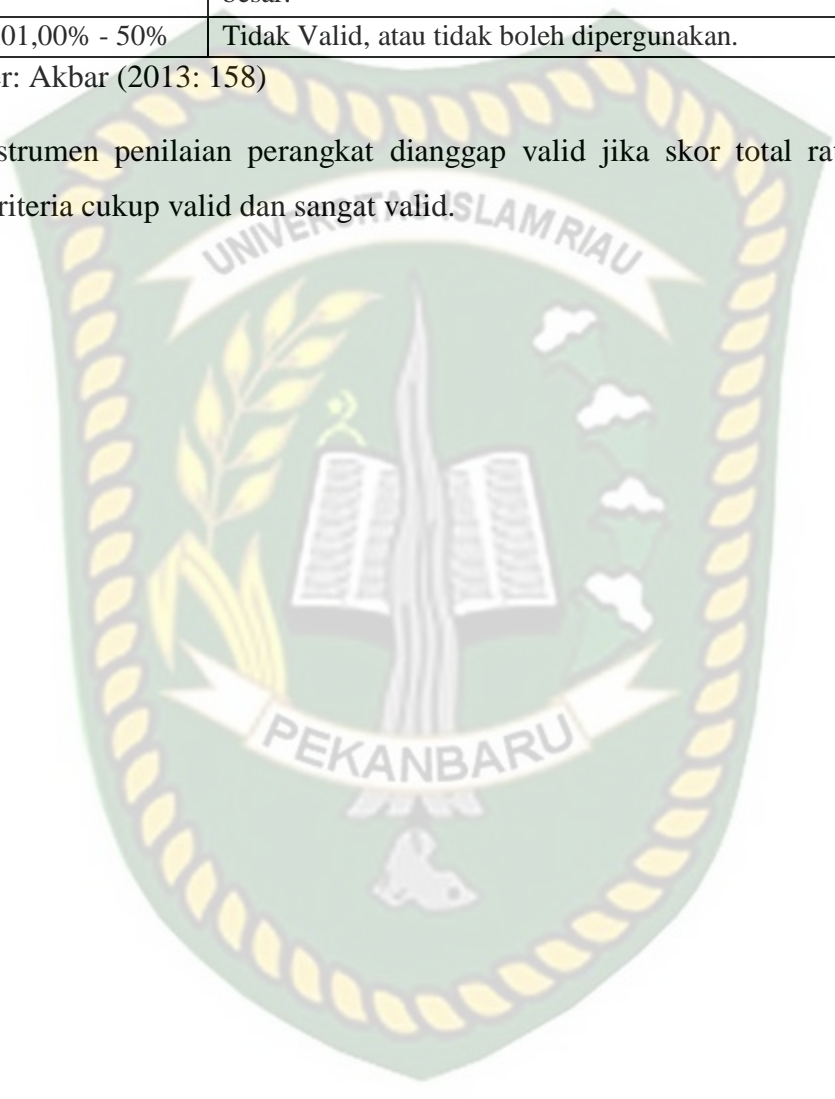 besar.
01,00% - 50% Tidak Valid, atau tidak boleh dipergunakan.
r: Akbar (2013: 158)
strumen penilaian perangkat dianggap valid jika skor total ra
riteria cukup valid dan sangat valid.
UNIVERSITAS ISLAM RIAU
PEKANBARU